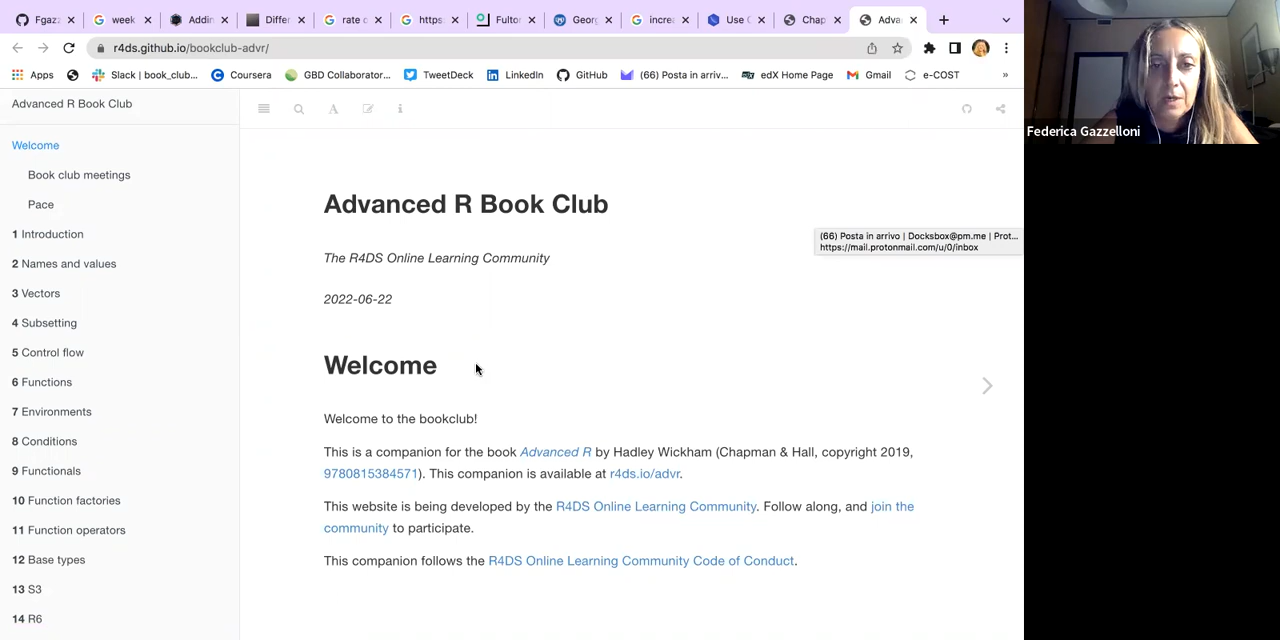 Fgazz
week
Addin
Differ
rate o
https:
Fulton
Georg
increa
Use G
Chap
Adva
r4ds.github.io/bookclub-advr/
Apps
Slack | book_club...
Coursera
GBD Collaborator...
TweetDeck
LinkedIn
GitHub
(66) Posta in arriv...
edX Home Page
Gmail
e-COST
»
Advanced R Book Club
Welcome
Book club meetings
Pace
1 Introduction
2 Names and values
3 Vectors
4 Subsetting
5 Control flow
6 Functions
7 Environments
8 Conditions
9 Functionals
10 Function factories
11 Function operators
12 Base types
13 S3
14 R6
A
i
Advanced R Book Club
The R4DS Online Learning Community
2022-06-22
(66) Posta in arrivo | Docksbox@pm.me | Prot...
https://mail.protonmail.com/u/0/inbox
Welcome
Welcome to the bookclub!
This is a companion for the book Advanced R by Hadley Wickham (Chapman & Hall, copyright 2019,
9780815384571). This companion is available at r4ds.io/advr.
This website is being developed by the R4DS Online Learning Community. Follow along, and join the
community to participate.
This companion follows the R4DS Online Learning Community Code of Conduct.
Federica Gazzelloni